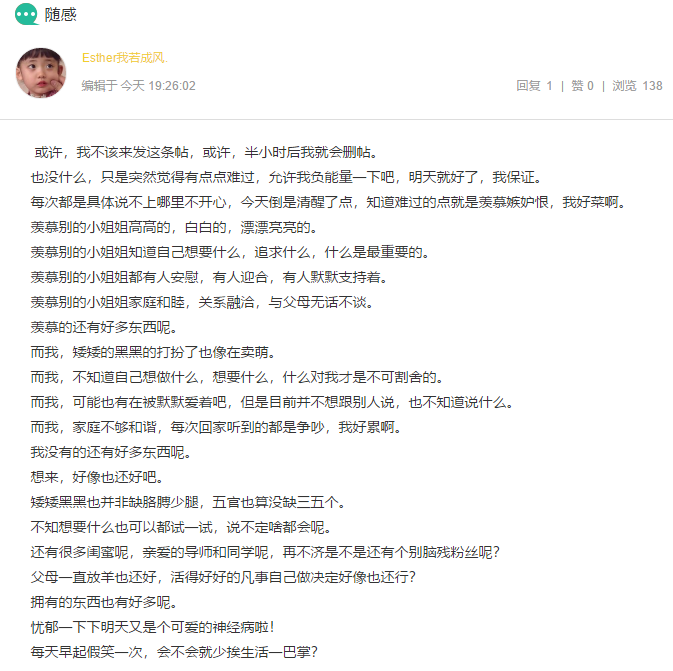 随感
Esther我若成风.
编辑于 今天 19:26:02
回复 1 | 赞 0 | 浏览 138
或许，我不该来发这条帖，或许，半小时后我就会删帖。
也没什么，只是突然觉得有点点难过，允许我负能量一下吧，明天就好了，我保证。
每次都是具体说不上哪里不开心，今天倒是清醒了点，知道难过的点就是羡慕嫉妒恨，我好菜啊。
羡慕别的小姐姐高高的，白白的，漂漂亮亮的。
羡慕别的小姐姐知道自己想要什么，追求什么，什么是最重要的。
羡慕别的小姐姐都有人安慰，有人迎合，有人默默支持着。
羡慕别的小姐姐家庭和睦，关系融洽，与父母无话不谈。
羡慕的还有好多东西呢。
而我，矮矮的黑黑的打扮了也像在卖萌。
而我，不知道自己想做什么，想要什么，什么对我才是不可割舍的。
而我，可能也有在被默默爱着吧，但是目前并不想跟别人说，也不知道说什么。
而我，家庭不够和谐，每次回家听到的都是争吵，我好累啊。
我没有的还有好多东西呢。
想来，好像也还好吧。
矮矮黑黑也并非缺胳膊少腿，五官也算没缺三五个。
不知想要什么也可以都试一试，说不定啥都会呢。
还有很多闺蜜呢，亲爱的导师和同学呢，再不济是不是还有个别脑残粉丝呢？
父母一直放羊也还好，活得好好的凡事自己做决定好像也还行？
拥有的东西也有好多呢。
忧郁一下下明天又是个可爱的神经病啦！
每天早起假笑一次，会不会就少挨生活一巴掌？